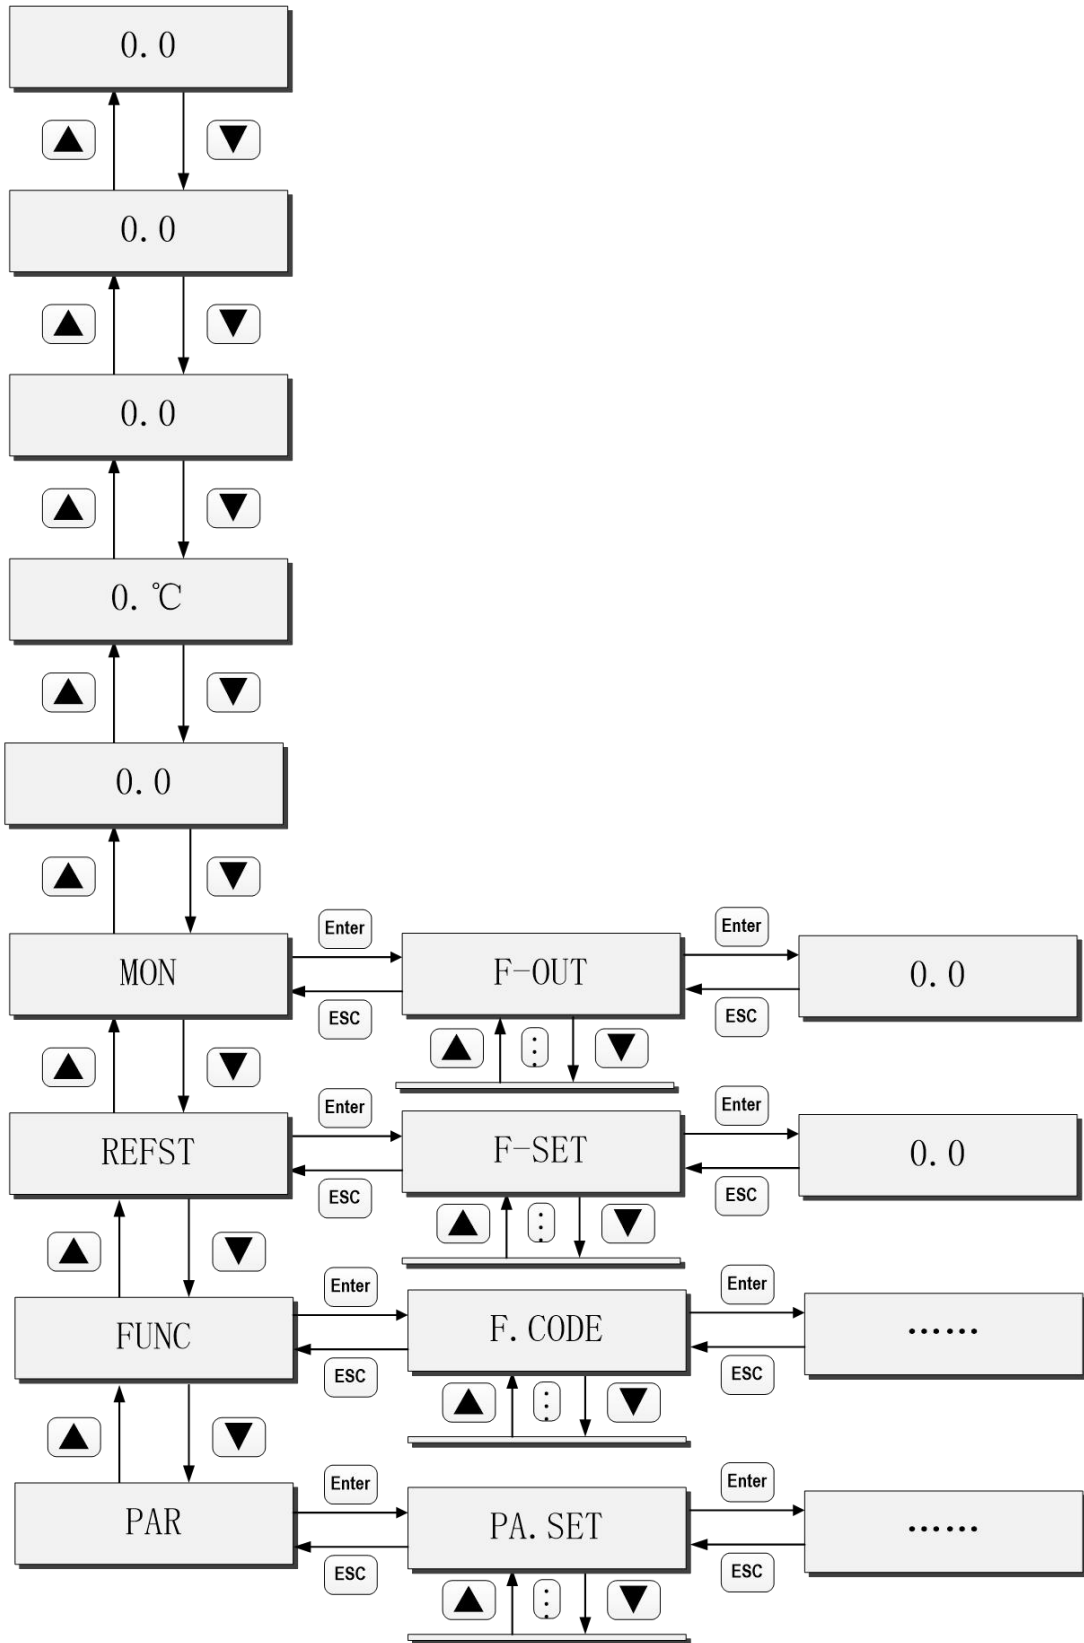 0.0
0.0
0.0
0.℃
0.0
Enter
Enter
MON
F-OUT
0.0
ESC
ESC
Enter
Enter
REFST
F-SET
0.0
ESC
ESC
Enter
Enter
FUNC
F.CODE
......
ESC
ESC
Enter
Enter
PAR
PA.SET
......
ESC
ESC